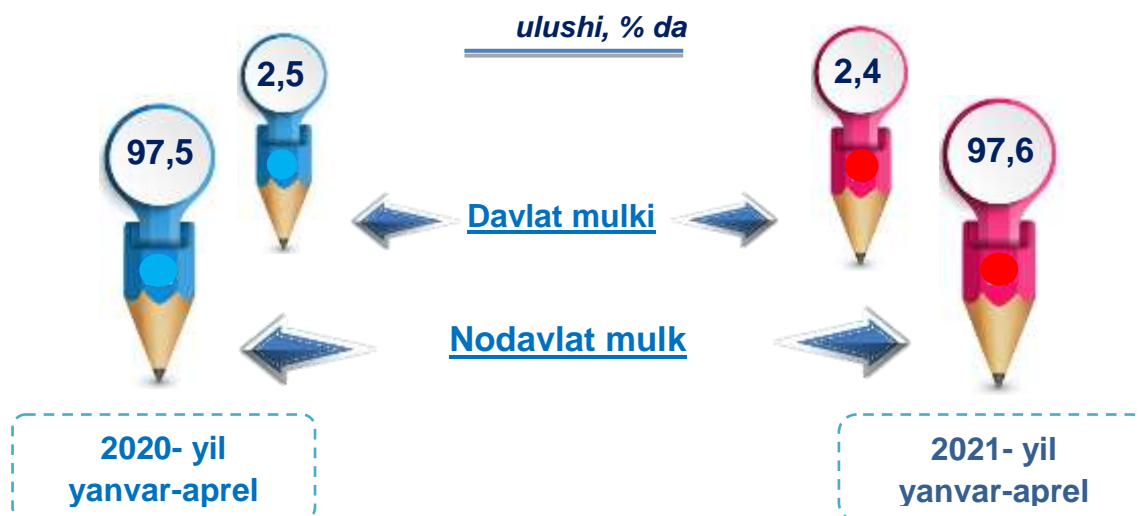 ulushi, % da
2,5
2,4
97,5
97,6
Davlat mulki
Nodavlat mulk
2020- yil
yanvar-aprel
2021- yil
yanvar-aprel